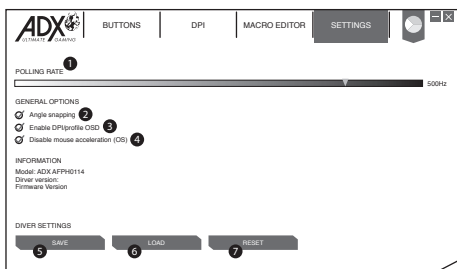 ADX
ULTIMATE GAMING
BUTTONS
DPI
MACRO EDITOR
SETTINGS
POLLING RATE 1
500Hz
GENERAL OPTIONS
Angle snapping 2
Enable DPI/profile OSD 3
Disable mouse acceleration (OS) 4
INFORMATION
Model: ADX AFPH0114
Dirver version:
Firmware Version
DIVER SETTINGS
SAVE
LOAD
RESET
5
6
7